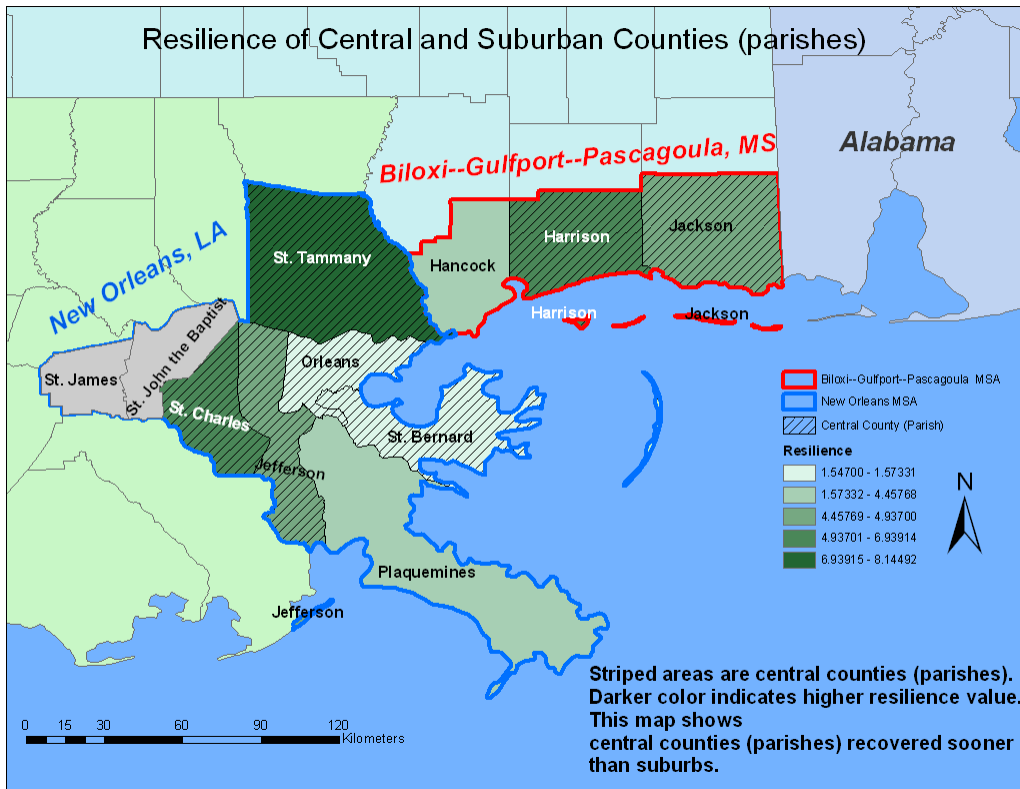 Resilience of Central and Suburban Counties (parishes)
Alabama
Biloxi--Gulfport--Pascagoula, MS
New Orleans, LA
St. Tammany
Hancock
Harrison
Jackson
Harrison
Jackson
St. James
St. John the Baptist
St. Charles
Orleans
St. Bernard
Jefferson
Plaquemines
Jefferson
Biloxi--Gulfport--Pascagoula MSA
New Orleans MSA
Central County (Parish)
Resilience
1.54700 - 1.57331
1.57332 - 4.45768
4.45769 - 4.93700
4.93701 - 6.93914
6.93915 - 8.14492
N
Striped areas are central counties (parishes).
Darker color indicates higher resilience value.
This map shows
central counties (parishes) recovered sooner
than suburbs.
0 15 30 60 90 120
Kilometers